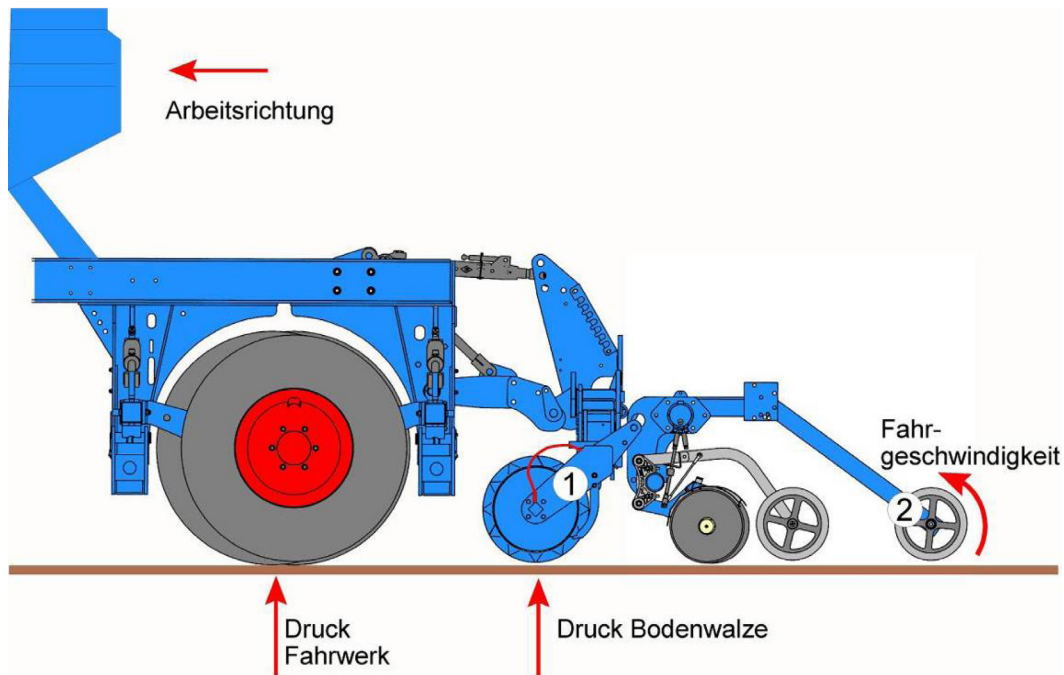 Arbeitsrichtung
Fahr-
geschwindigkeit
1
2
Druck
Fahrwerk
Druck Bodenwalze